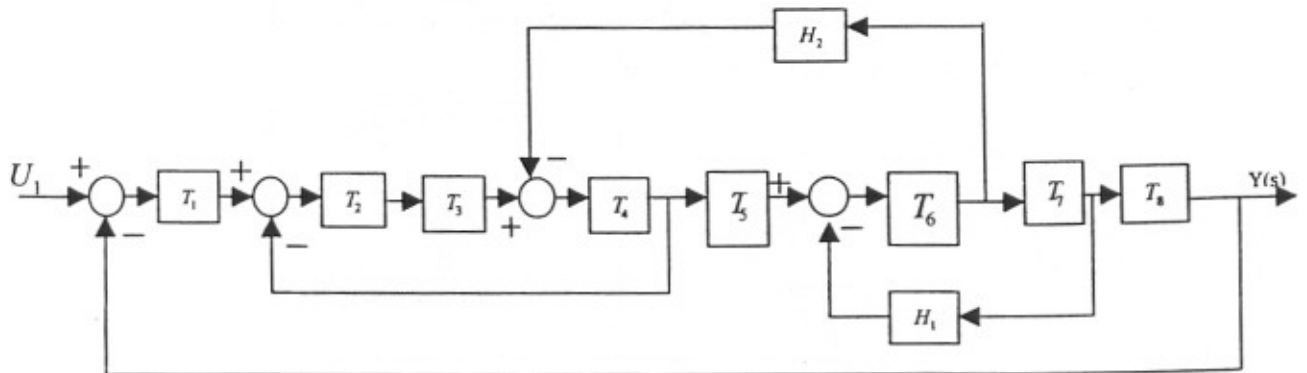 H₂
U₁ + T₁ + T₂ T₃ + − T₄ T₅ + T₆ T₇ T₈ Y(s)
− − −
H₁